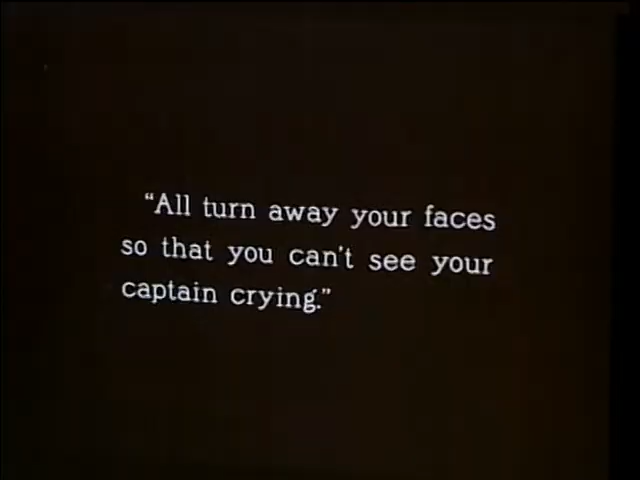 “All turn away your faces
so that you can't see your
captain crying.”